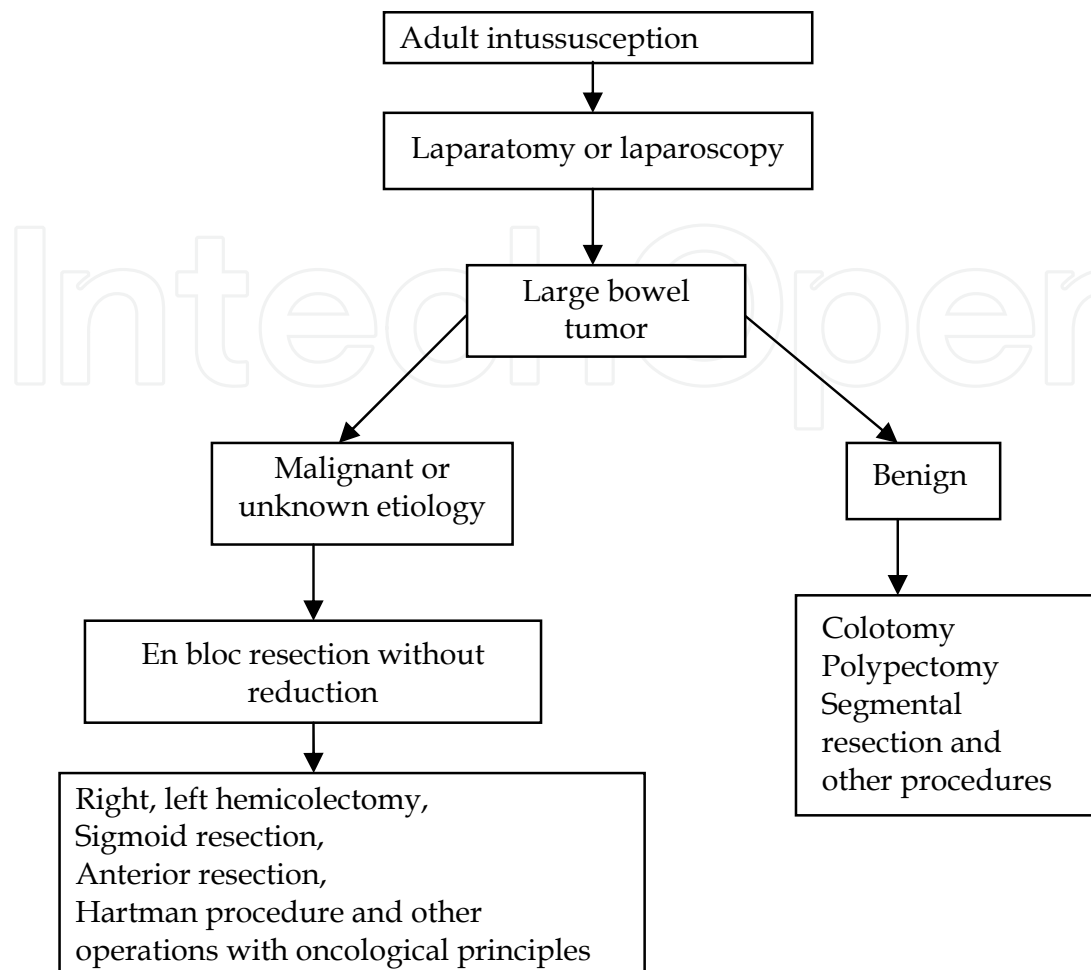 Adult intussusception
Laparatomy or laparoscopy
IntechOpen
Large bowel
tumor
Malignant or
unknown etiology
Benign
En bloc resection without
reduction
Colotomy
Polypectomy
Segmental
resection and
other procedures
Right, left hemicolectomy,
Sigmoid resection,
Anterior resection,
Hartman procedure and other
operations with oncological principles